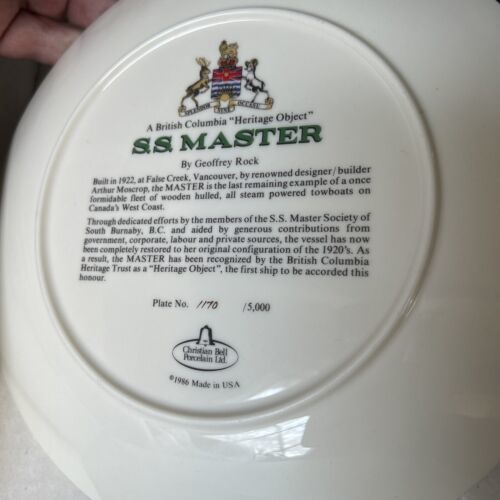 SPLENDOR SINE OCCASU
A British Columbia "Heritage Object"
S.S. MASTER
By Geoffrey Rock
Built in 1922, at False Creek, Vancouver, by renowned designer/builder
Arthur Moscrop, the MASTER is the last remaining example of a once
formidable fleet of wooden hulled, all steam powered towboats on
Canada's West Coast.
Through dedicated efforts by the members of the S.S. Master Society of
South Burnaby, B.C. and aided by generous contributions from
government, corporate, labour and private sources, the vessel has now
been completely restored to her original configuration of the 1920's. As
a result, the MASTER has been recognized by the British Columbia
Heritage Trust as a "Heritage Object", the first ship to be accorded this
honour.
Plate No. 1170 /5,000
Christian Bell
Porcelain Ltd.
©1986 Made in USA